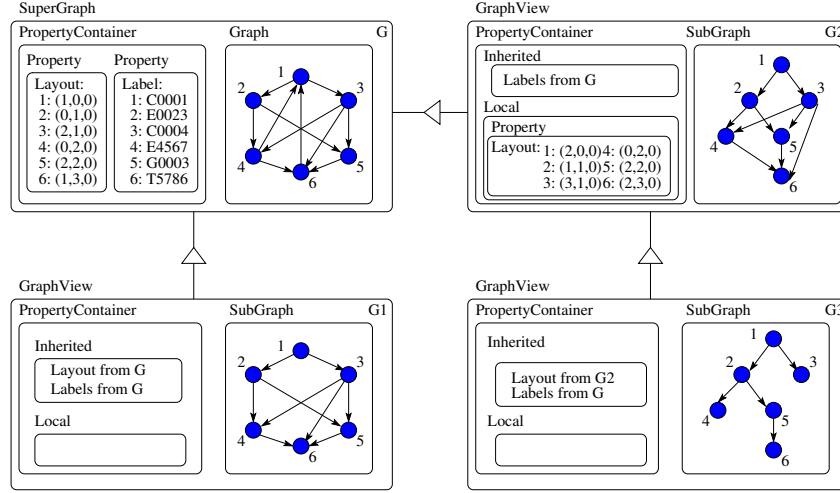 SuperGraph
PropertyContainer
Graph
G
Property
Property
Layout:
1: (1,0,0)
2: (0,1,0)
3: (2,1,0)
4: (0,2,0)
5: (2,2,0)
6: (1,3,0)
Label:
1: C0001
2: E0023
3: C0004
4: E4567
5: G0003
6: T5786
1
2
3
4
5
6
GraphView
PropertyContainer
SubGraph
G2
Inherited
Labels from G
Local
Property
Layout:
1: (2,0,0) 4: (0,2,0)
2: (1,1,0) 5: (2,2,0)
3: (3,1,0) 6: (2,3,0)
1
2
3
4
5
6
GraphView
PropertyContainer
SubGraph
G1
Inherited
Layout from G
Labels from G
Local
1
2
3
4
5
6
GraphView
PropertyContainer
SubGraph
G3
Inherited
Layout from G2
Labels from G
Local
1
2
3
4
5
6